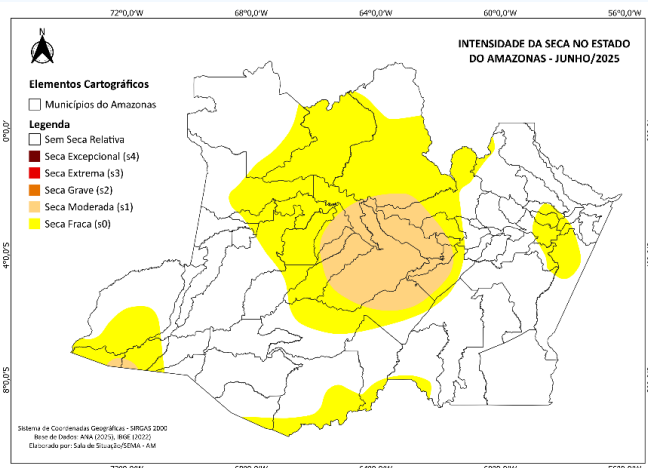 72°0,0'W 68°0,0'W 64°0,0'W 60°0,0'W 56°0,0'W
N
INTENSIDADE DA SECA NO ESTADO
DO AMAZONAS - JUNHO/2025
Elementos Cartográficos
Municípios do Amazonas
Legenda
Sem Seca Relativa
Seca Excepcional (s4)
Seca Extrema (s3)
Seca Grave (s2)
Seca Moderada (s1)
Seca Fraca (s0)
0°0,0'
4°0,0'S
8°0,0'S
Sistema de Coordenadas Geográficas - SIRGAS 2000
Base de Dados: ANA (2025), IBGE (2022)
Elaborado por: Sala de Situação/SEMA - AM